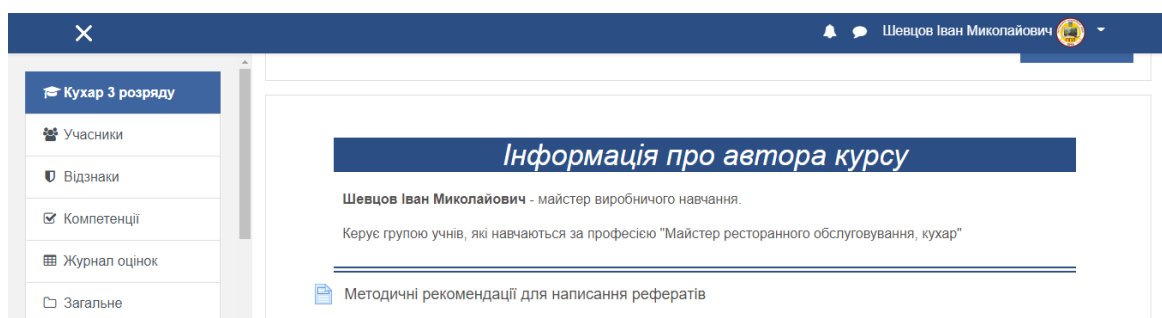 Шевцов Іван Миколайович
Кухар 3 розряду
Учасники
Відзнаки
Компетенції
Журнал оцінок
Загальне
Інформація про автора курсу
Шевцов Іван Миколайович - майстер виробничого навчання.
Керує групою учнів, які навчаються за професією "Майстер ресторанного обслуговування, кухар"
Методичні рекомендації для написання рефератів